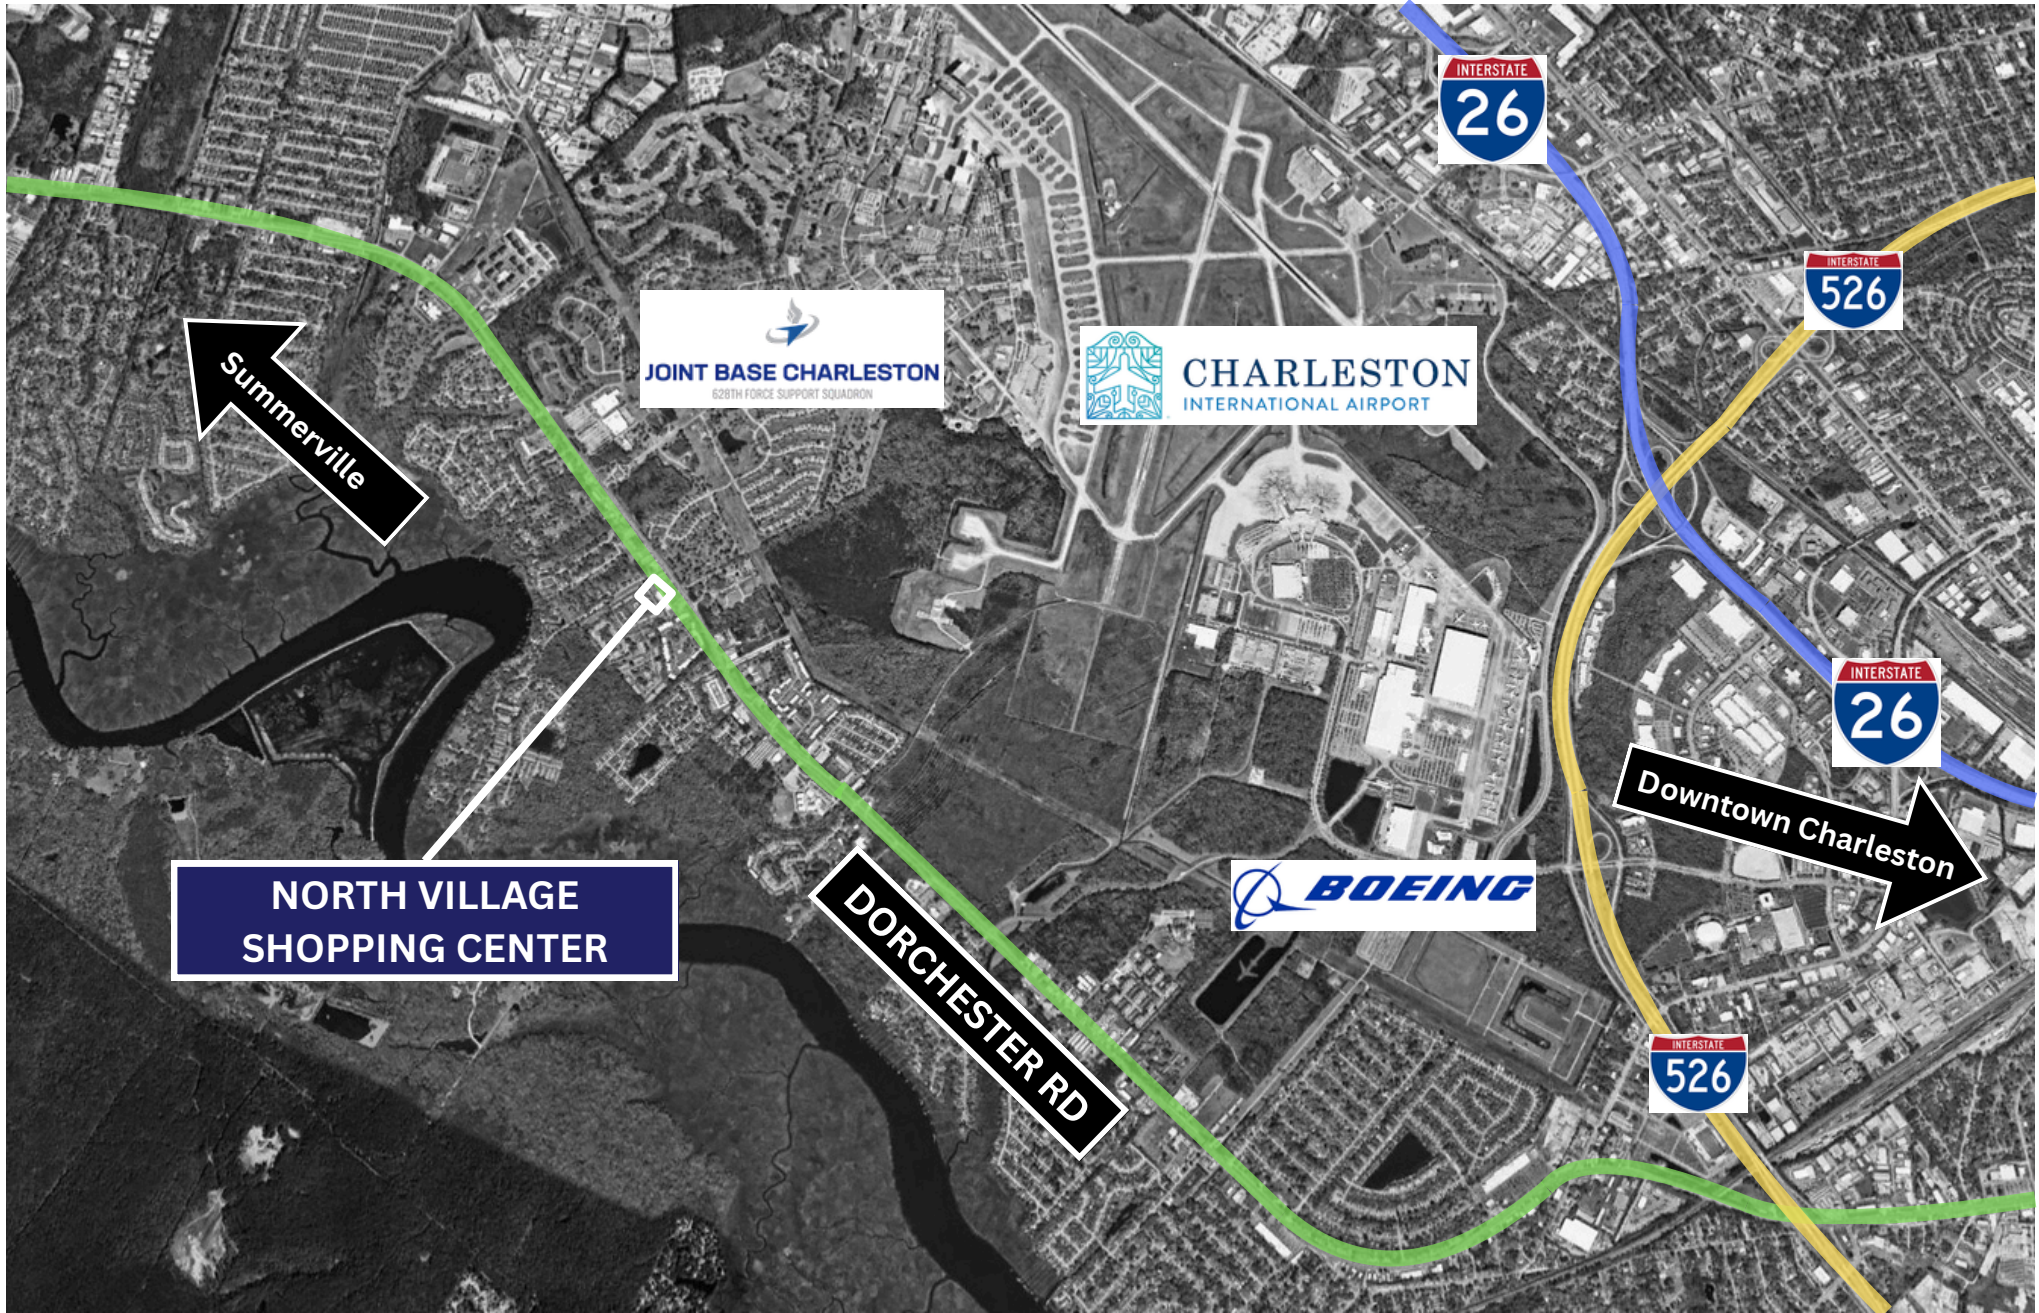 INTERSTATE
26
INTERSTATE
526
JOINT BASE CHARLESTON
628TH FORCE SUPPORT SQUADRON
CHARLESTON
INTERNATIONAL AIRPORT
Summerville
INTERSTATE
26
Downtown Charleston
NORTH VILLAGE
SHOPPING CENTER
BOEING
DORCHESTER RD
INTERSTATE
526